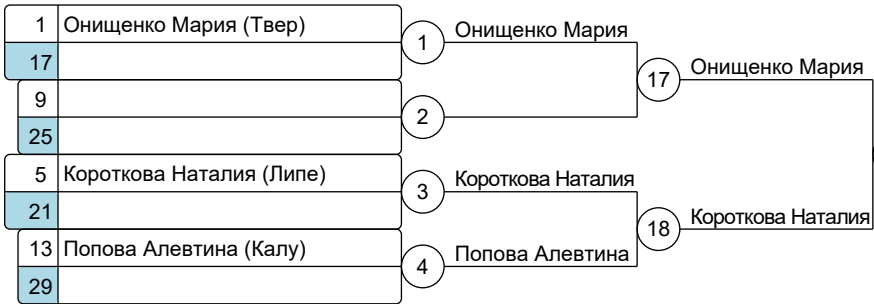 1 Онищенко Мария (Твер)
17
1
Онищенко Мария
9
25
2
17
Онищенко Мария
5 Короткова Наталия (Липе)
21
3
Короткова Наталия
13 Попова Алевтина (Калу)
29
4
Попова Алевтина
18
Короткова Наталия